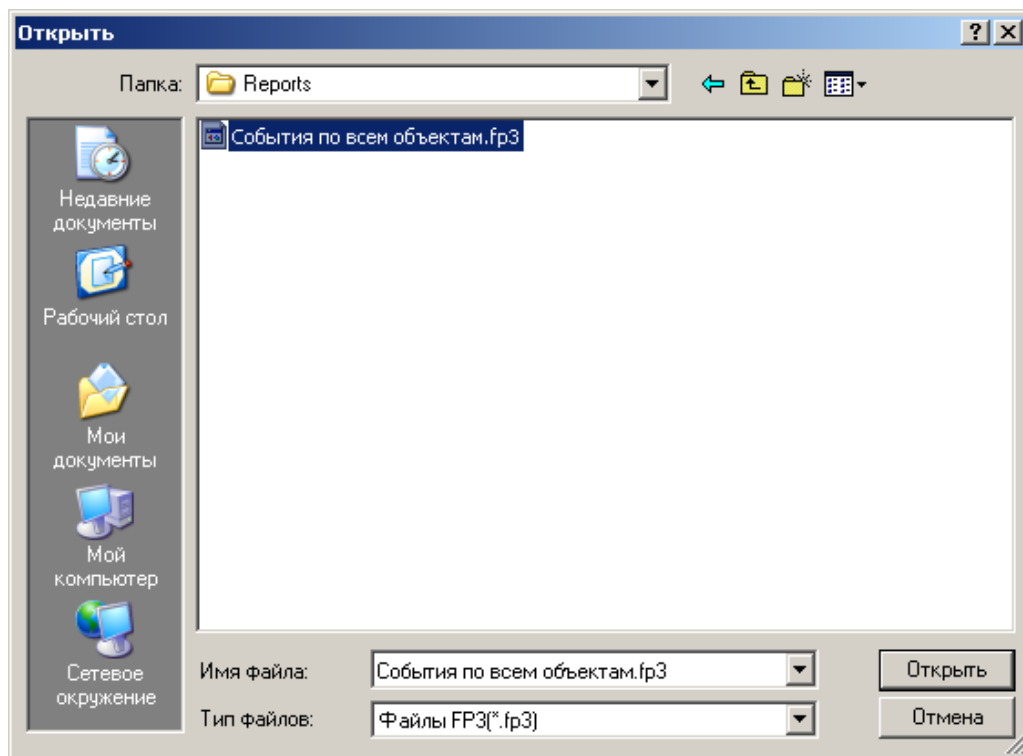 Открыть
Папка: Reports
События по всем объектам.fp3
Недавние
документы
Рабочий стол
Мои
документы
Мой
компьютер
Сетевое
окружение
Имя файла: События по всем объектам.fp3 Открыть
Тип файлов: Файлы FP3(*.fp3) Отмена